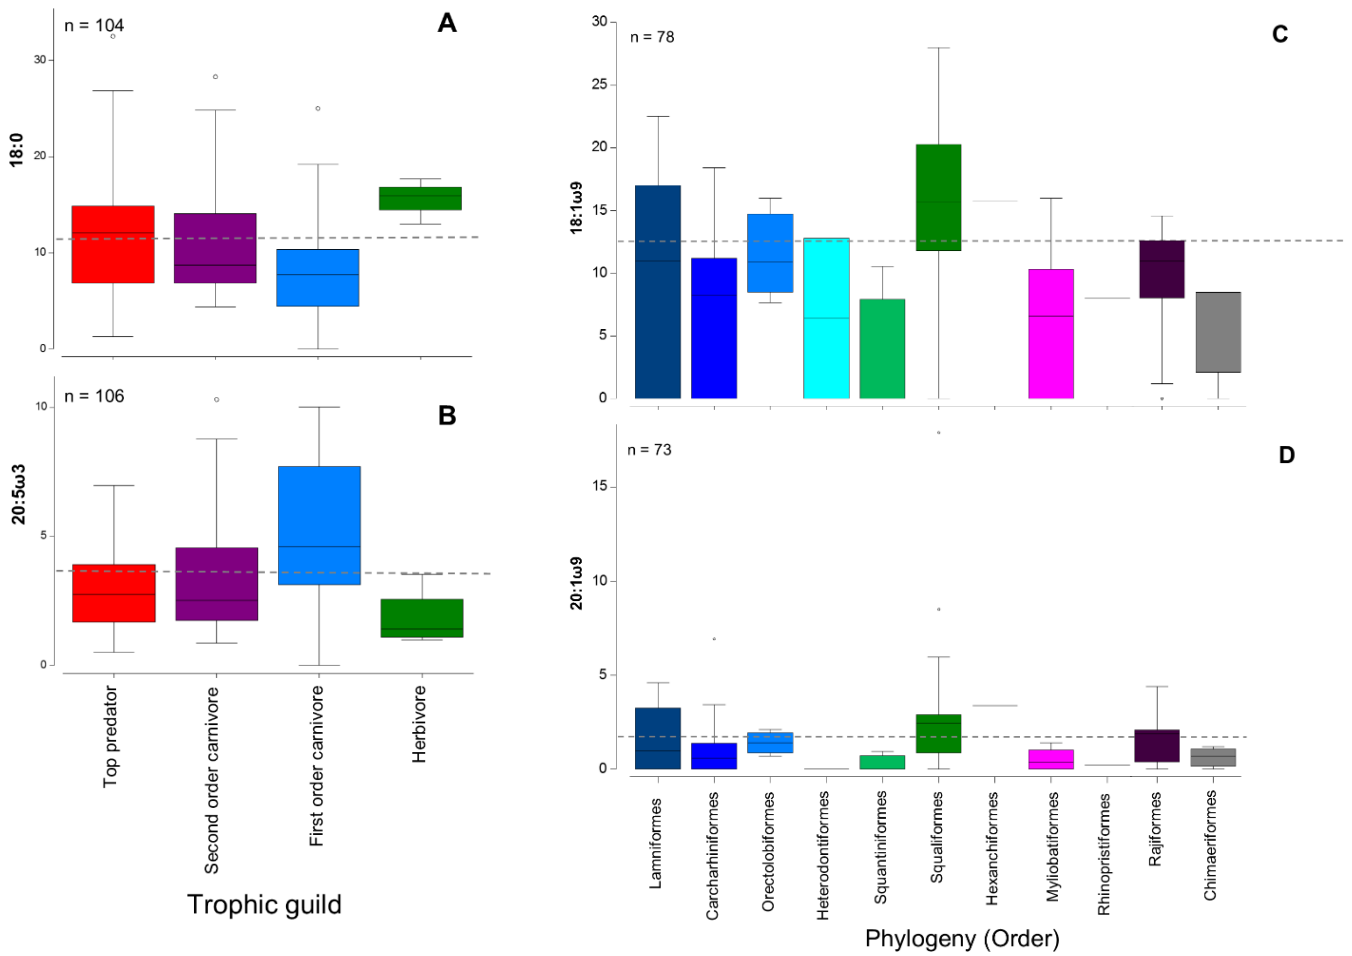 A
n = 104
18:0
30
20
10
0
B
n = 106
20:5ω3
10
5
0
Top predator
Second order carnivore
First order carnivore
Herbivore
Trophic guild
C
n = 78
18:1ω9
30
25
20
15
10
5
0
D
n = 73
20:1ω9
15
10
5
0
Lamniformes
Carcharhiniformes
Orectolobiformes
Heterodontiformes
Squantiniformes
Squaliformes
Hexanchiformes
Myliobatiformes
Rhinopristiformes
Rajiformes
Chimaeriformes
Phylogeny (Order)